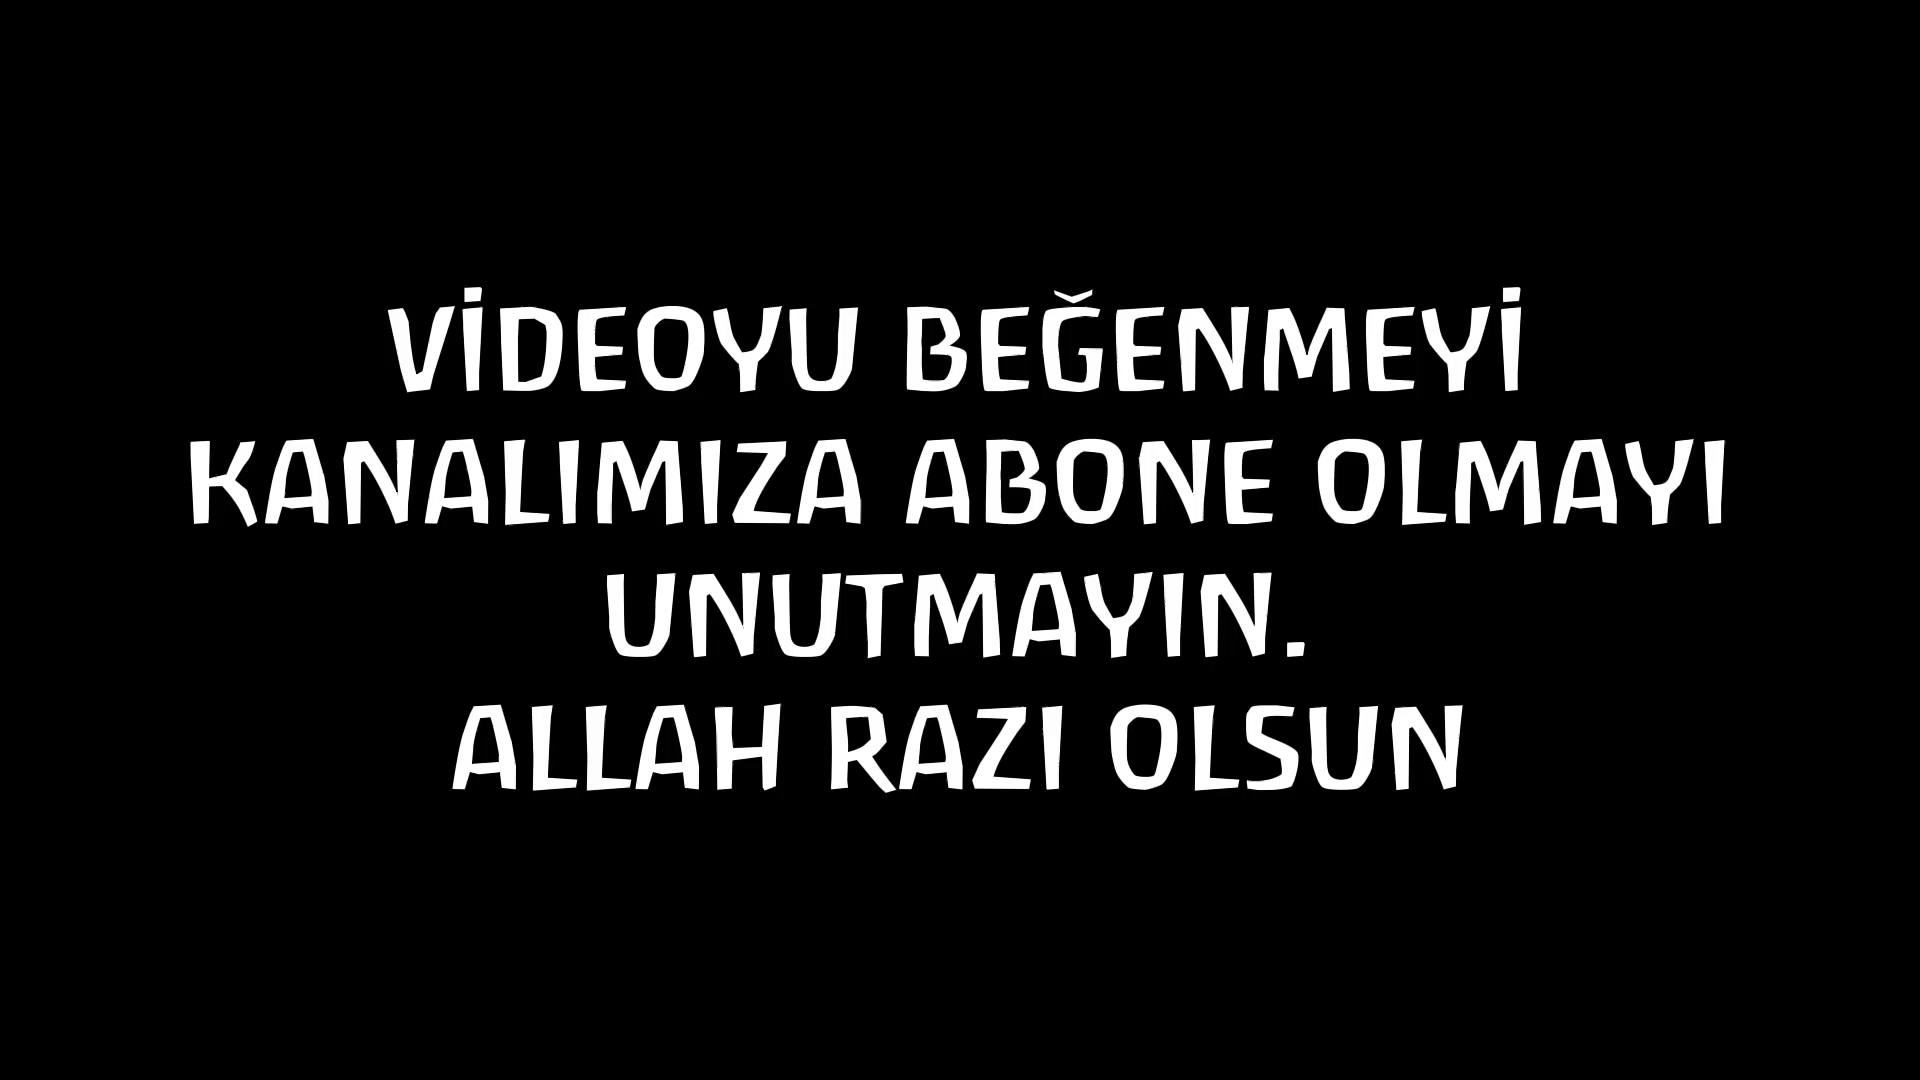 VİDEOYU BEĞENMEYİ
KANALIMIZA ABONE OLMAYI
UNUTMAYIN.
ALLAH RAZI OLSUN